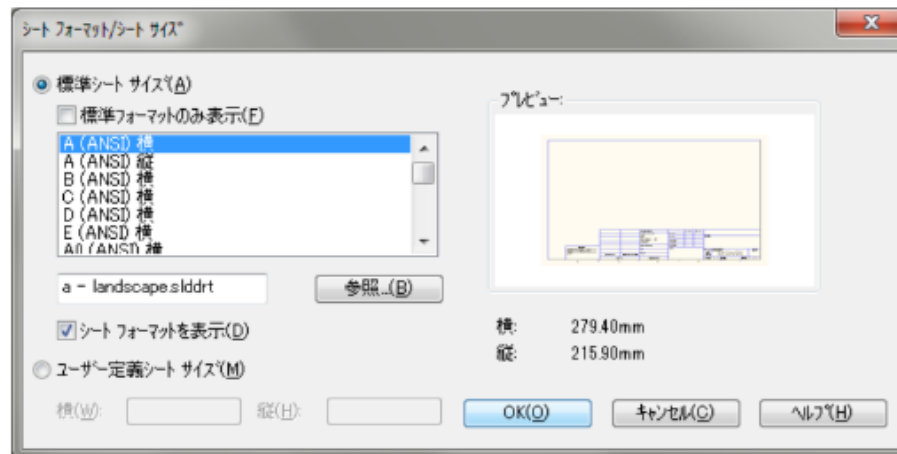 シート フォーマット/シート サイズ
標準シート サイズ(A)
標準フォーマットのみ表示(F)
A (ANSI) 横
A (ANSI) 縦
B (ANSI) 横
C (ANSI) 横
D (ANSI) 横
E (ANSI) 横
A0 (ANSI) 横
a - landscape.slddrt
参照...(B)
シート フォーマットを表示(D)
ユーザー定義シート サイズ(M)
横(W):
縦(H):
プレビュー:
横: 279.40mm
縦: 215.90mm
OK(O)
キャンセル(C)
ヘルプ(H)